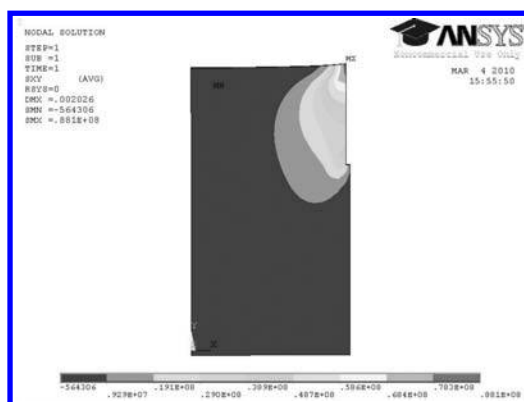 NODAL SOLUTION
STEP=1
SUB =1
TIME=1
SXY (AVG)
RSYS=0
DMX =.002026
SMN =-564306
SMX =.881E+08
ANSYS
Noncommercial Use Only
MAR 4 2010
15:55:50
MX
MN
Y
X
-564306 .191E+08 .389E+08 .586E+08 .783E+08
.929E+07 .290E+08 .487E+08 .684E+08 .881E+08